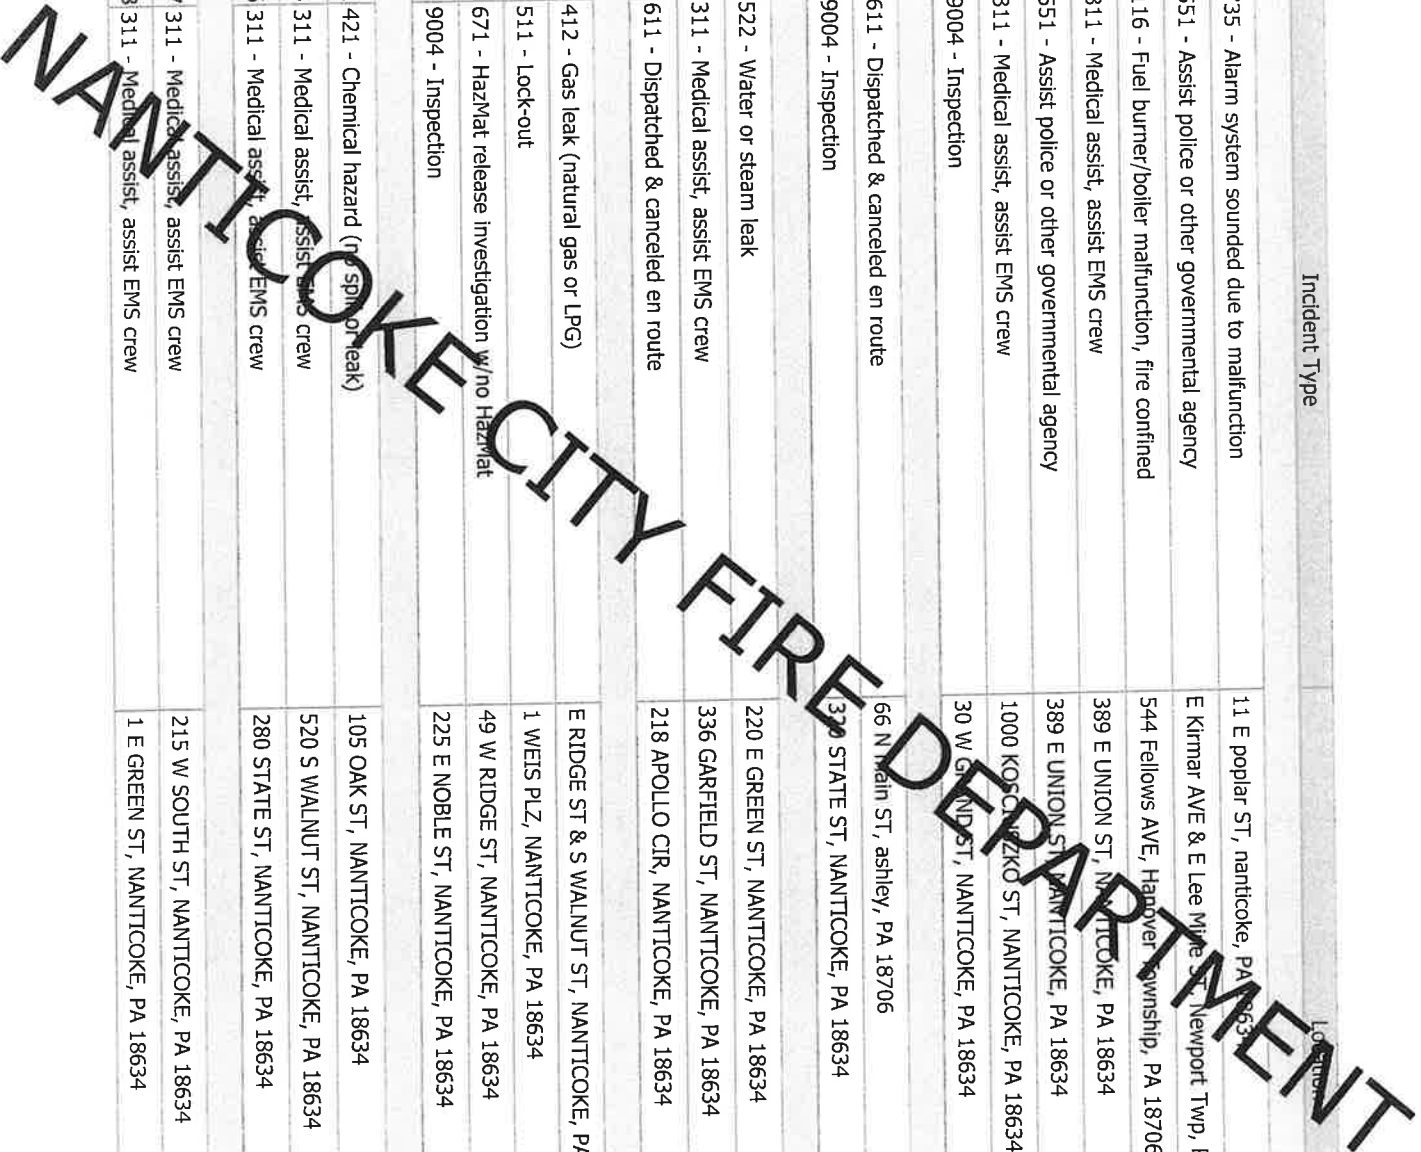 Incident Type Location
735 - Alarm system sounded due to malfunction 11 E poplar ST, nanticoke, PA 18634
551 - Assist police or other governmental agency E Kirmar AVE & E Lee Mine ST, Newport Twp,
116 - Fuel burner/boiler malfunction, fire confined 544 Fellows AVE, Hanover Township, PA 18706
311 - Medical assist, assist EMS crew 389 E UNION ST, NANTICOKE, PA 18634
551 - Assist police or other governmental agency 389 E UNION ST, NANTICOKE, PA 18634
311 - Medical assist, assist EMS crew 1000 KOSCIUSZKO ST, NANTICOKE, PA 18634
9004 - Inspection 30 W GRAND ST, NANTICOKE, PA 18634
611 - Dispatched & canceled en route 66 N main ST, ashley, PA 18706
9004 - Inspection STATE ST, NANTICOKE, PA 18634
522 - Water or steam leak 220 E GREEN ST, NANTICOKE, PA 18634
311 - Medical assist, assist EMS crew 336 GARFIELD ST, NANTICOKE, PA 18634
611 - Dispatched & canceled en route 218 APOLLO CIR, NANTICOKE, PA 18634
412 - Gas leak (natural gas or LPG) E RIDGE ST & S WALNUT ST, NANTICOKE, PA
511 - Lock-out 1 WEIS PLZ, NANTICOKE, PA 18634
671 - HazMat release investigation w/no HazMat 49 W RIDGE ST, NANTICOKE, PA 18634
9004 - Inspection 225 E NOBLE ST, NANTICOKE, PA 18634
421 - Chemical hazard (no spill or leak) 105 OAK ST, NANTICOKE, PA 18634
311 - Medical assist, assist EMS crew 520 S WALNUT ST, NANTICOKE, PA 18634
311 - Medical assist, assist EMS crew 280 STATE ST, NANTICOKE, PA 18634
311 - Medical assist, assist EMS crew 215 W SOUTH ST, NANTICOKE, PA 18634
311 - Medical assist, assist EMS crew 1 E GREEN ST, NANTICOKE, PA 18634
NANTICOKE CITY FIRE DEPARTMENT